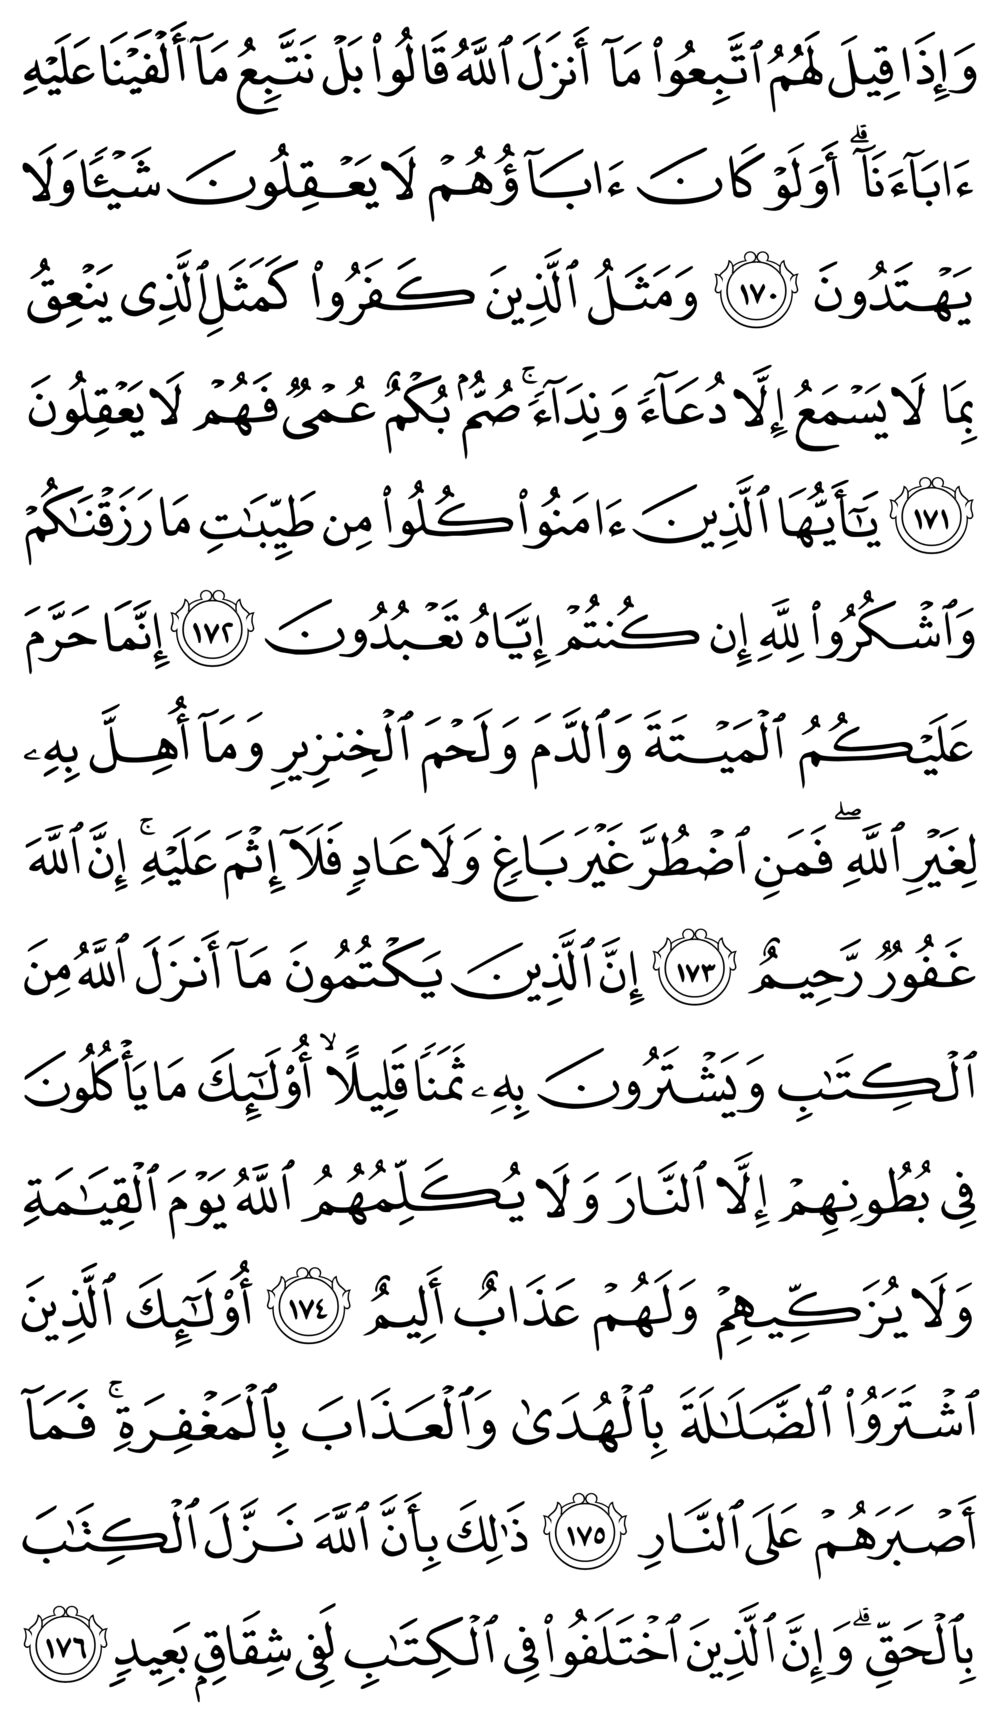 وَإِذَا قِيلَ لَهُمُ ٱتَّبِعُوا۟ مَآ أَنزَلَ ٱللَّهُ قَالُوا۟ بَلْ نَتَّبِعُ مَآ أَلْفَيْنَا عَلَيْهِ
ءَابَآءَنَآ ۗ أَوَلَوْ كَانَ ءَابَآؤُهُمْ لَا يَعْقِلُونَ شَيْـًٔا وَلَا
يَهْتَدُونَ ١٧٠ وَمَثَلُ ٱلَّذِينَ كَفَرُوا۟ كَمَثَلِ ٱلَّذِى يَنْعِقُ
بِمَا لَا يَسْمَعُ إِلَّا دُعَآءً وَنِدَآءً ۚ صُمٌّۢ بُكْمٌ عُمْىٌ فَهُمْ لَا يَعْقِلُونَ
١٧١ يَـٰٓأَيُّهَا ٱلَّذِينَ ءَامَنُوا۟ كُلُوا۟ مِن طَيِّبَـٰتِ مَا رَزَقْنَـٰكُمْ
وَٱشْكُرُوا۟ لِلَّهِ إِن كُنتُمْ إِيَّاهُ تَعْبُدُونَ ١٧٢ إِنَّمَا حَرَّمَ
عَلَيْكُمُ ٱلْمَيْتَةَ وَٱلدَّمَ وَلَحْمَ ٱلْخِنزِيرِ وَمَآ أُهِلَّ بِهِۦ
لِغَيْرِ ٱللَّهِ ۖ فَمَنِ ٱضْطُرَّ غَيْرَ بَاغٍ وَلَا عَادٍ فَلَآ إِثْمَ عَلَيْهِ ۚ إِنَّ ٱللَّهَ
غَفُورٌ رَّحِيمٌ ١٧٣ إِنَّ ٱلَّذِينَ يَكْتُمُونَ مَآ أَنزَلَ ٱللَّهُ مِنَ
ٱلْكِتَـٰبِ وَيَشْتَرُونَ بِهِۦ ثَمَنًا قَلِيلًا ۙ أُو۟لَـٰٓئِكَ مَا يَأْكُلُونَ
فِى بُطُونِهِمْ إِلَّا ٱلنَّارَ وَلَا يُكَلِّمُهُمُ ٱللَّهُ يَوْمَ ٱلْقِيَـٰمَةِ
وَلَا يُزَكِّيهِمْ وَلَهُمْ عَذَابٌ أَلِيمٌ ١٧٤ أُو۟لَـٰٓئِكَ ٱلَّذِينَ
ٱشْتَرَوُا۟ ٱلضَّلَـٰلَةَ بِٱلْهُدَىٰ وَٱلْعَذَابَ بِٱلْمَغْفِرَةِ ۚ فَمَآ
أَصْبَرَهُمْ عَلَى ٱلنَّارِ ١٧٥ ذَٰلِكَ بِأَنَّ ٱللَّهَ نَزَّلَ ٱلْكِتَـٰبَ
بِٱلْحَقِّ ۗ وَإِنَّ ٱلَّذِينَ ٱخْتَلَفُوا۟ فِى ٱلْكِتَـٰبِ لَفِى شِقَاقٍۭ بَعِيدٍ ١٧٦